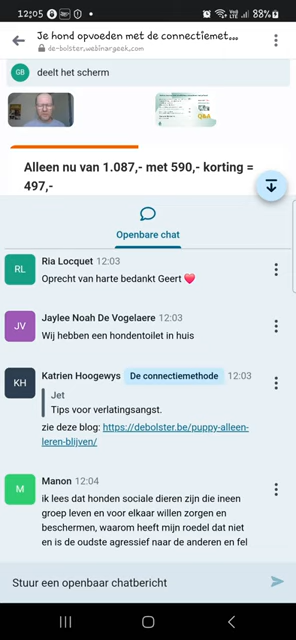 12:05
88%
Je hond opvoeden met de connectiemet...
de-bolster.webinargeek.com
GB deelt het scherm
Q&A
Alleen nu van 1.087,- met 590,- korting =
497,-
Openbare chat
RL Ria Locquet 12:03
Oprecht van harte bedankt Geert ❤️
JV Jaylee Noah De Vogelaere 12:03
Wij hebben een hondentoilet in huis
KH Katrien Hoogewys De connectiemethode 12:03
Jet
Tips voor verlatingsangst.
zie deze blog: https://debolster.be/puppy-alleen-
leren-blijven/
M Manon 12:04
ik lees dat honden sociale dieren zijn die ineen
groep leven en voor elkaar willen zorgen en
beschermen, waarom heeft mijn roedel dat niet
en is de oudste agressief naar de anderen en fel
Stuur een openbaar chatbericht